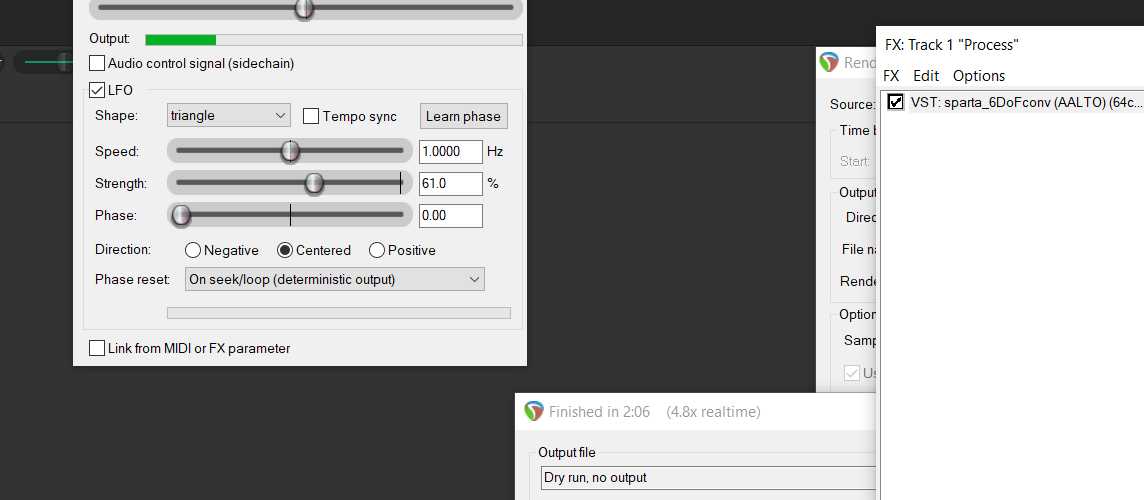 Output:
Audio control signal (sidechain)
LFO
Shape: triangle Tempo sync Learn phase
Speed: 1.0000 Hz
Strength: 61.0 %
Phase: 0.00
Direction: Negative Centered Positive
Phase reset: On seek/loop (deterministic output)
Link from MIDI or FX parameter
Rend
Source:
Time b
Start:
Output
Direc
File na
Rende
Option
Samp
Us
FX: Track 1 "Process"
FX Edit Options
VST: sparta_6DoFconv (AALTO) (64c...
Finished in 2:06 (4.8x realtime)
Output file
Dry run, no output